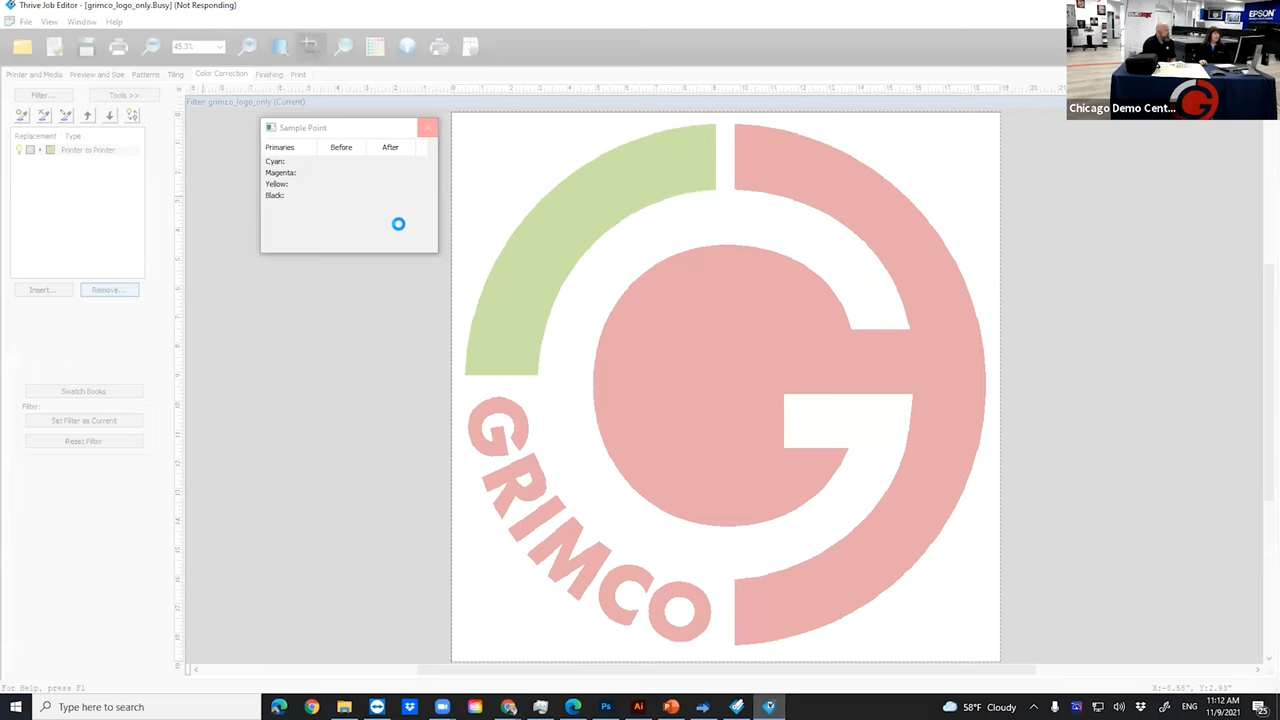 Thrive Job Editor - [grimco_logo_only.Busy] (Not Responding)
File View Window Help
45.3%
Printer and Media Preview and Size Patterns Tiling Color Correction Finishing Print
Filter... Tools >>
Filter: grimco_logo_only (Current)
Replacement Type
Printer to Printer
Insert... Remove...
Swatch Books
Filter:
Set Filter as Current
Reset Filter
Sample Point
Primaries Before After
Cyan:
Magenta:
Yellow:
Black:
GRIMCO
EPSON
Chicago Demo Cent...
For Help, press F1
Type here to search
58°F Cloudy
ENG
11:12 AM
11/9/2021
25